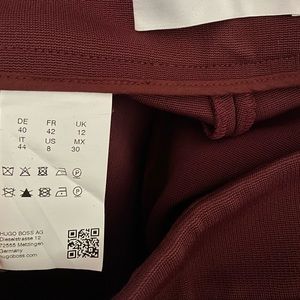 DE FR UK
40 42 12
IT US MX
44 8 30
HUGO BOSS AG
Dieselstrasse 12
72555 Metzingen
Germany
hugoboss.com